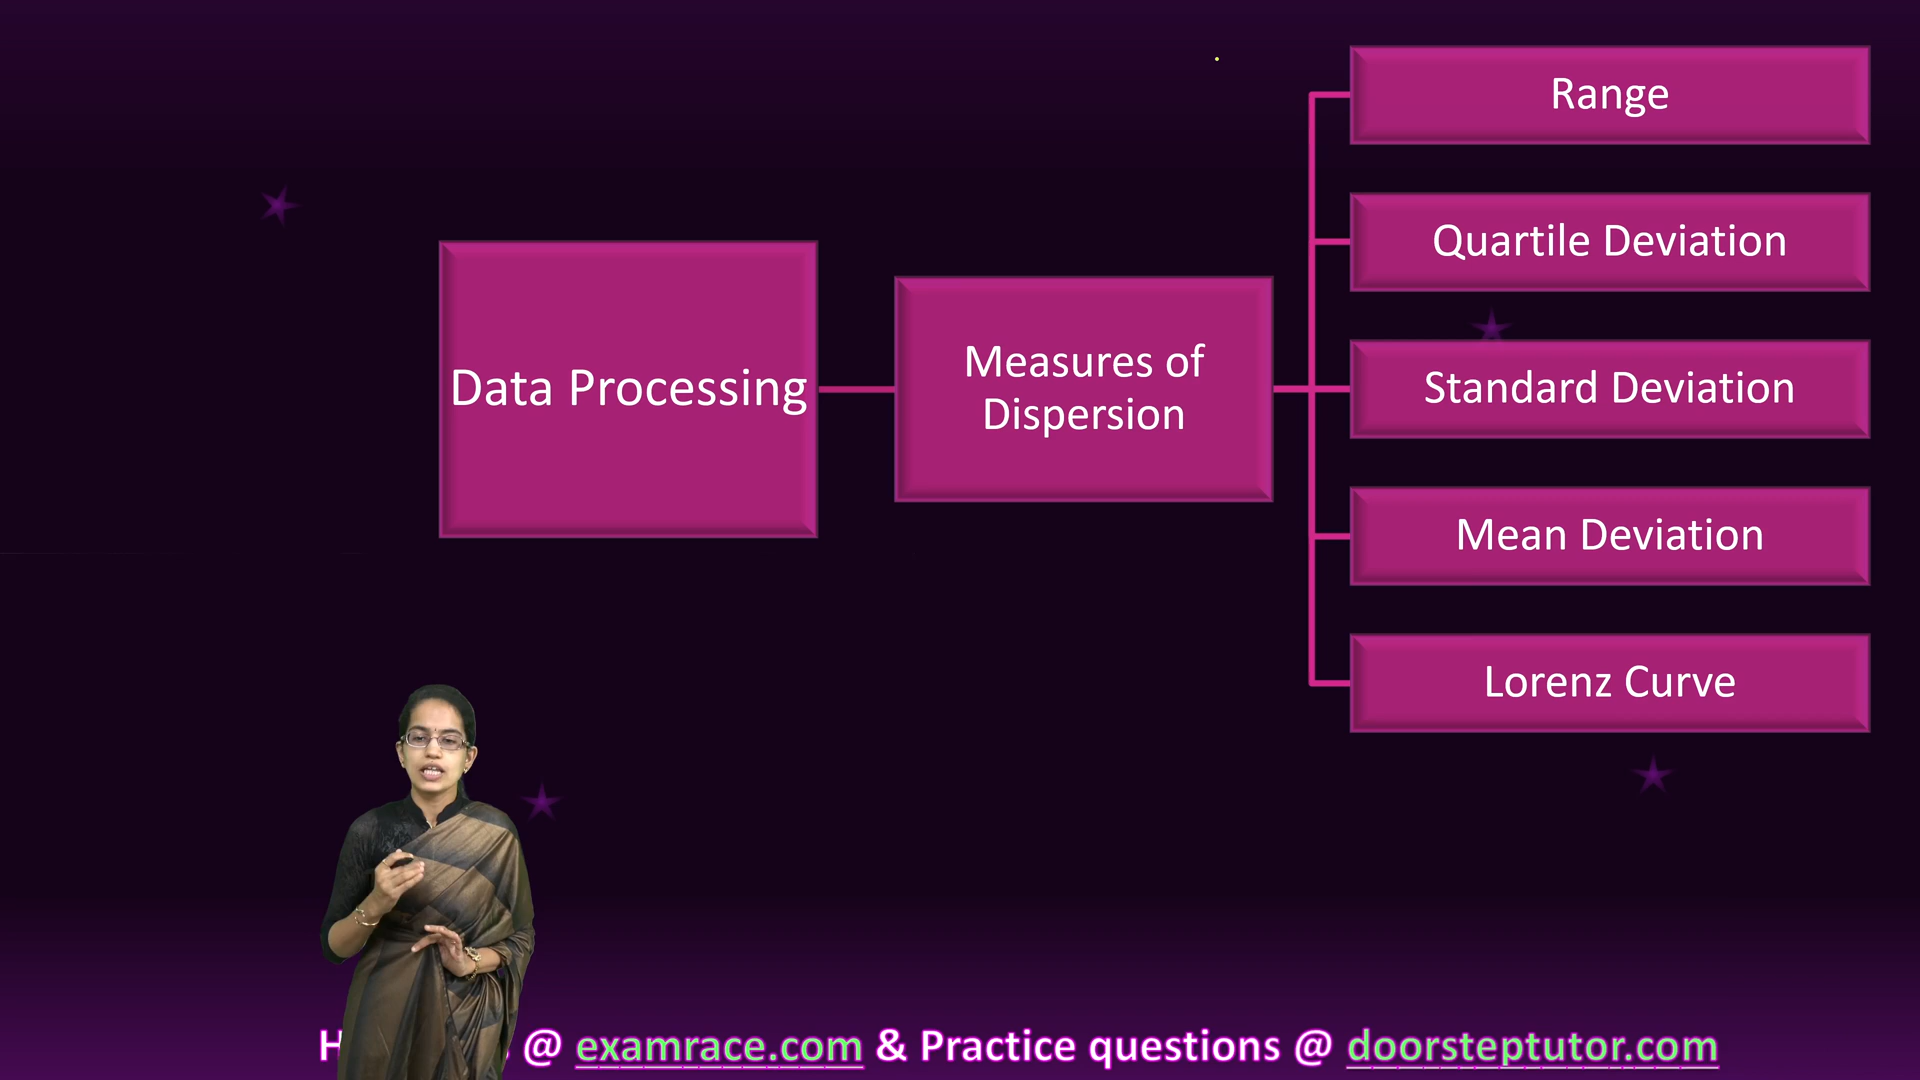 Data Processing
Measures of
Dispersion
Range
Quartile Deviation
Standard Deviation
Mean Deviation
Lorenz Curve
@ examrace.com & Practice questions @ doorsteptutor.com